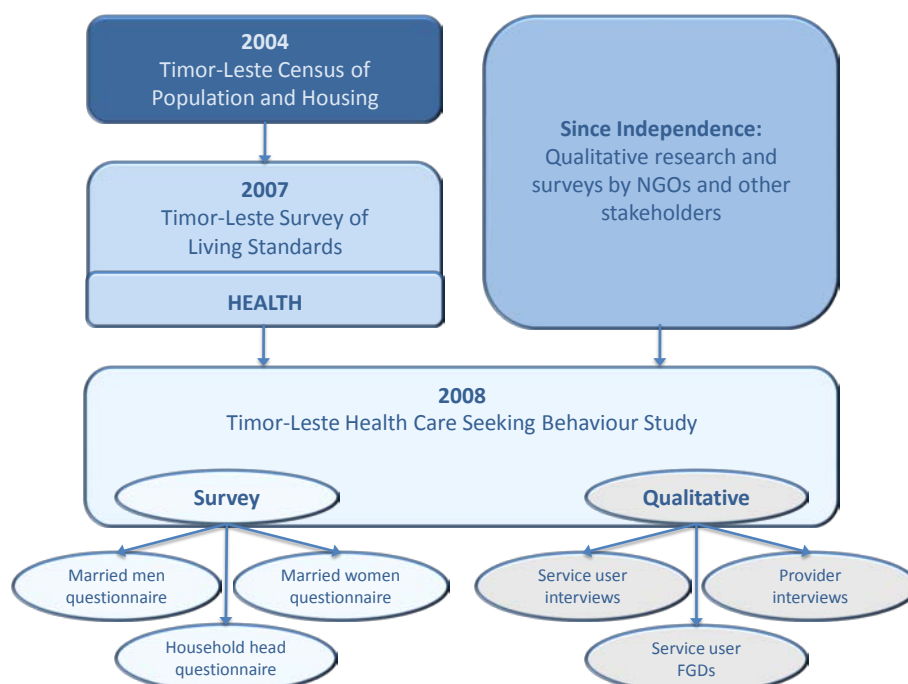 2004
Timor-Leste Census of
Population and Housing
Since Independence:
Qualitative research and
surveys by NGOs and other
stakeholders
2007
Timor-Leste Survey of
Living Standards
HEALTH
2008
Timor-Leste Health Care Seeking Behaviour Study
Survey
Qualitative
Married men
questionnaire
Married women
questionnaire
Household head
questionnaire
Service user
interviews
Provider
interviews
Service user
FGDs